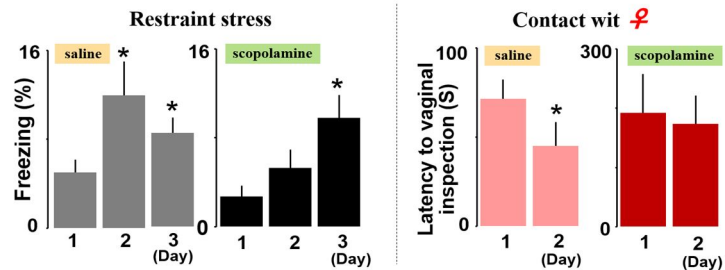 Restraint stress
Contact wit ♀
16
saline
Freezing (%)
0
1 2 3
(Day)
16
scopolamine
0
1 2 3
(Day)
100
saline
Latency to vaginal
inspection (S)
0
1 2
(Day)
300
scopolamine
0
1 2
(Day)
*
*
*
*